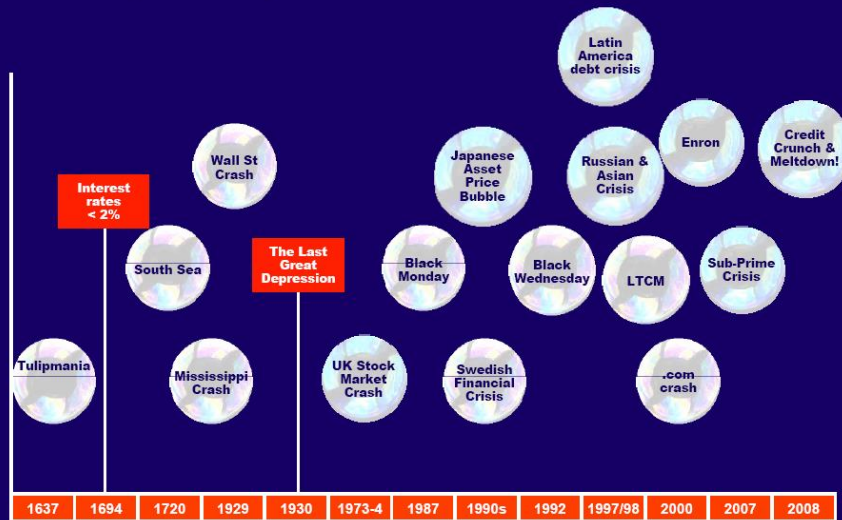 Latin
America
debt crisis
Wall St
Crash
Japanese
Asset
Price
Bubble
Russian &
Asian
Crisis
Enron
Credit
Crunch &
Meltdown!
Interest
rates
< 2%
South Sea
The Last
Great
Depression
Black
Monday
Black
Wednesday
LTCM
Sub-Prime
Crisis
Tulipmania
Mississippi
Crash
UK Stock
Market
Crash
Swedish
Financial
Crisis
.com
crash
1637 1694 1720 1929 1930 1973-4 1987 1990s 1992 1997/98 2000 2007 2008